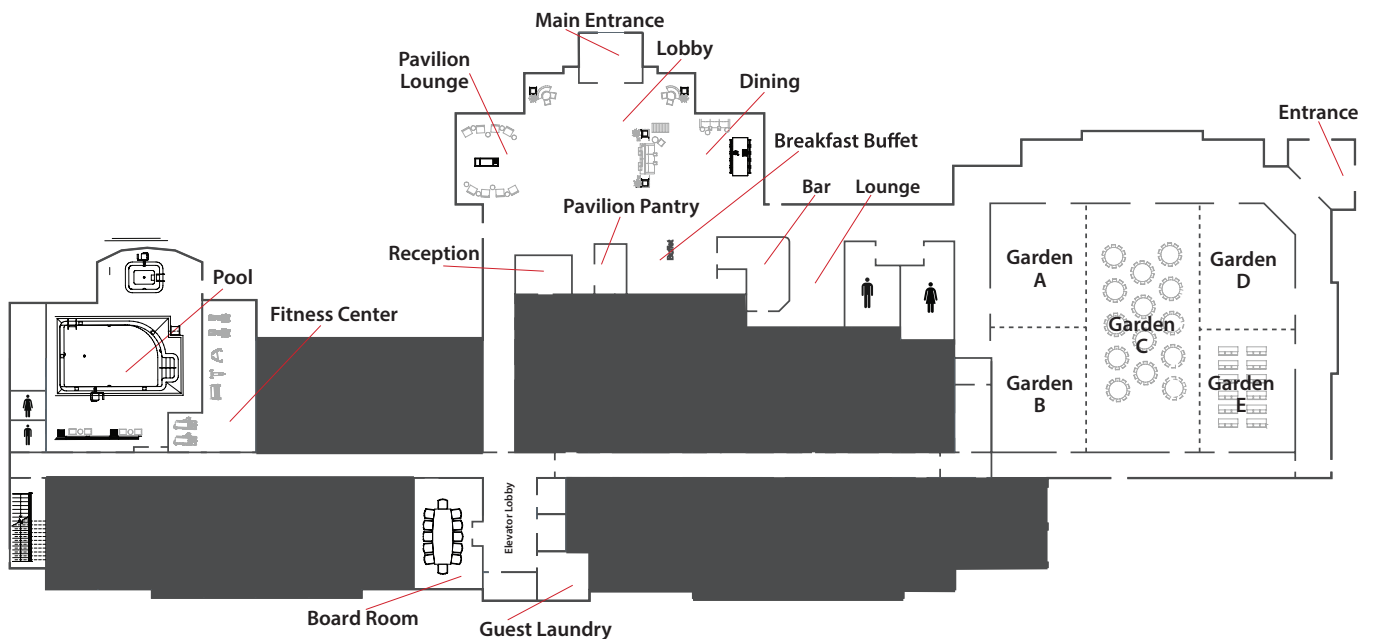 Main Entrance
Lobby
Pavilion
Lounge
Dining
Entrance
Breakfast Buffet
Bar
Lounge
Pavilion Pantry
Reception
Buffet
Garden
A
Garden
D
Pool
Fitness Center
Garden
C
Garden
B
Garden
E
Elevator Lobby
Board Room
Guest Laundry